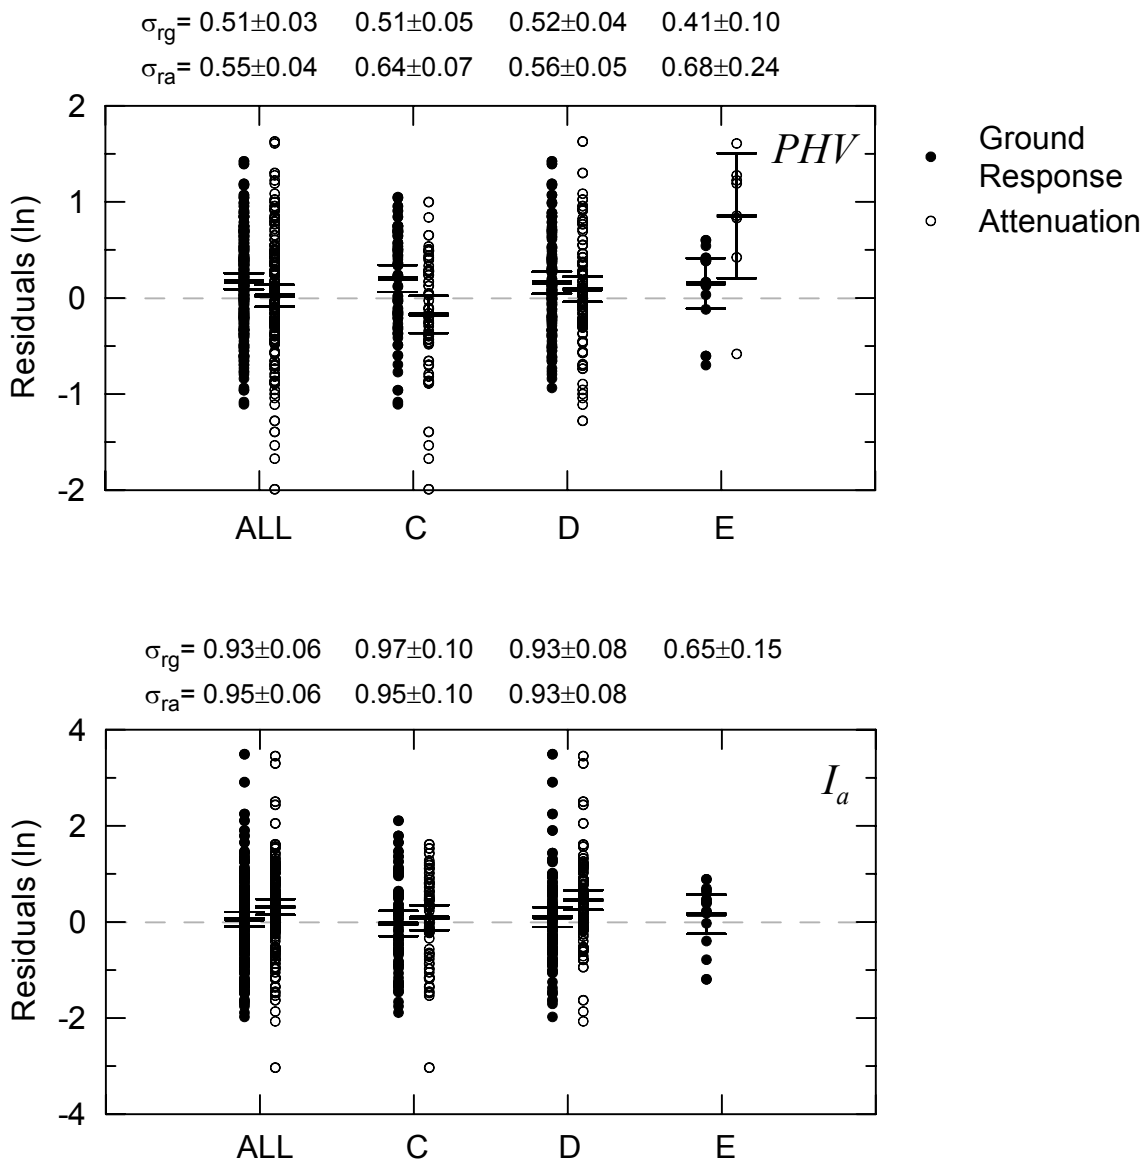 σrg= 0.51±0.03 0.51±0.05 0.52±0.04 0.41±0.10
σra= 0.55±0.04 0.64±0.07 0.56±0.05 0.68±0.24
2
1
0
-1
-2
Residuals (ln)
PHV
Ground
Response
Attenuation
ALL C D E
σrg= 0.93±0.06 0.97±0.10 0.93±0.08 0.65±0.15
σra= 0.95±0.06 0.95±0.10 0.93±0.08
4
2
0
-2
-4
Residuals (ln)
Ia
ALL C D E